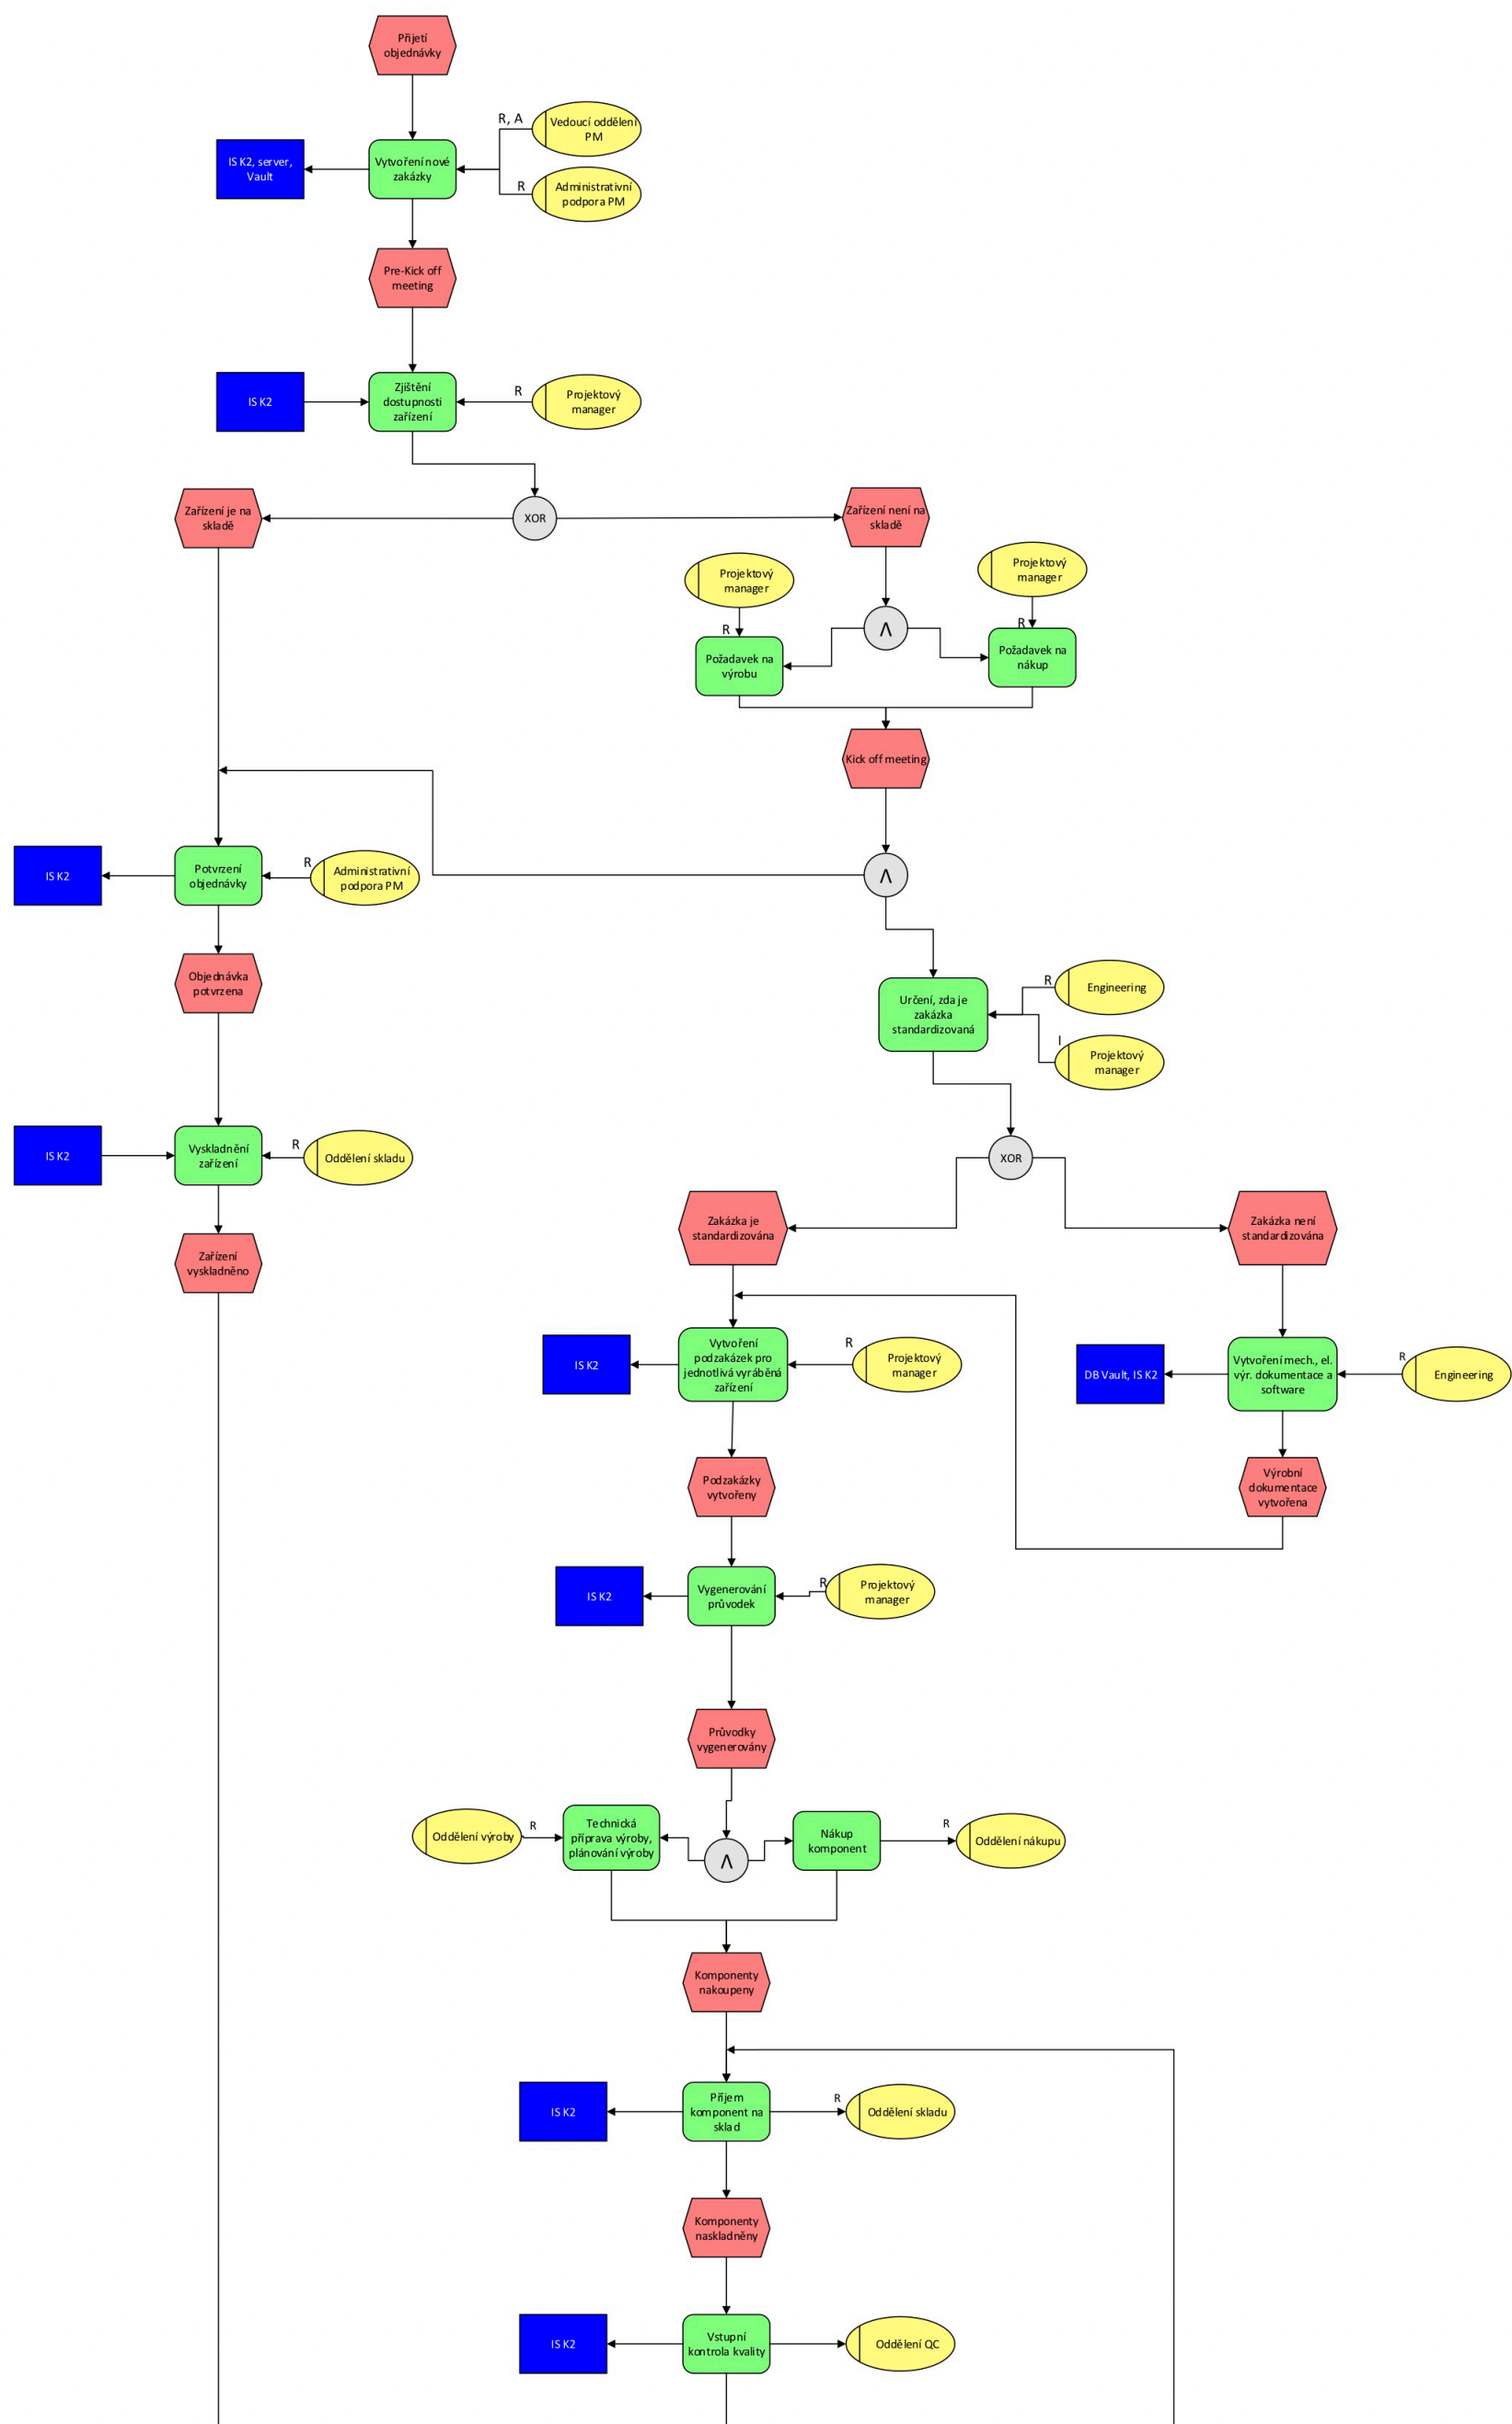 Přijetí
objednávky
R, A
Vedoucí oddělení
PM
IS K2, server,
Vault
Vytvoření nové
zakázky
R
Administrativní
podpora PM
Pre-Kick off
meeting
IS K2
Zjištění
dostupnosti
zařízení
R
Projektový
manager
Zařízení je na
skladě
XOR
Zařízení není na
skladě
Projektový
manager
Projektový
manager
Λ
R
R
Požadavek na
výrobu
Požadavek na
nákup
Kick off meeting
IS K2
Potvrzení
objednávky
R
Administrativní
podpora PM
Λ
Objednávka
potvrzena
Určení, zda je
zakázka
standardizovaná
R
Engineering
I
Projektový
manager
IS K2
Vyskladnění
zařízení
R
Oddělení skladu
XOR
Zakázka je
standardizována
Zakázka není
standardizována
Zařízení
vyskladněno
IS K2
Vytvoření
podzakázek pro
jednotlivá vyráběná
zařízení
R
Projektový
manager
DB Vault, IS K2
Vytvoření mech., el.
výr. dokumentace a
software
R
Engineering
Podzakázky
vytvořeny
Výrobní
dokumentace
vytvořena
IS K2
Vygenerování
průvodek
R
Projektový
manager
Průvodky
vygenerovány
Oddělení výroby
R
Technická
příprava výroby,
plánování výroby
Λ
Nákup
komponent
R
Oddělení nákupu
Komponenty
nakoupeny
IS K2
Příjem
komponent na
sklad
R
Oddělení skladu
Komponenty
naskladněny
IS K2
Vstupní
kontrola kvality
Oddělení QC